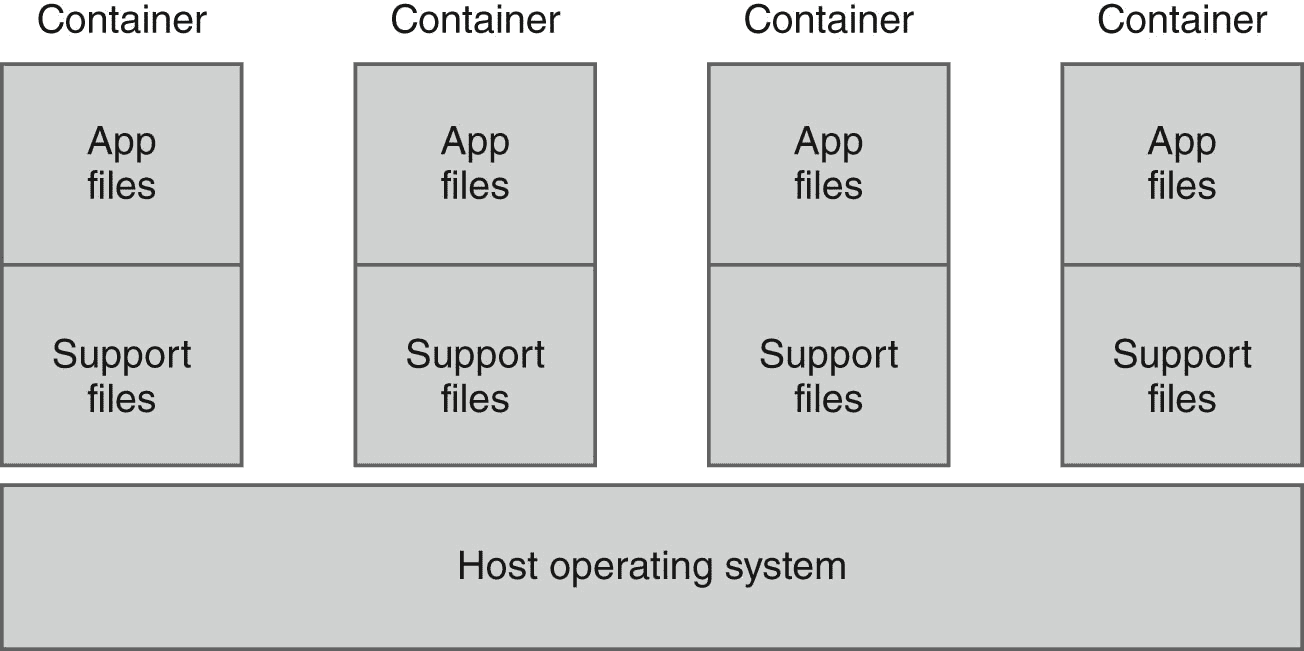 Container
Container
Container
Container
App
files
App
files
App
files
App
files
Support
files
Support
files
Support
files
Support
files
Host operating system